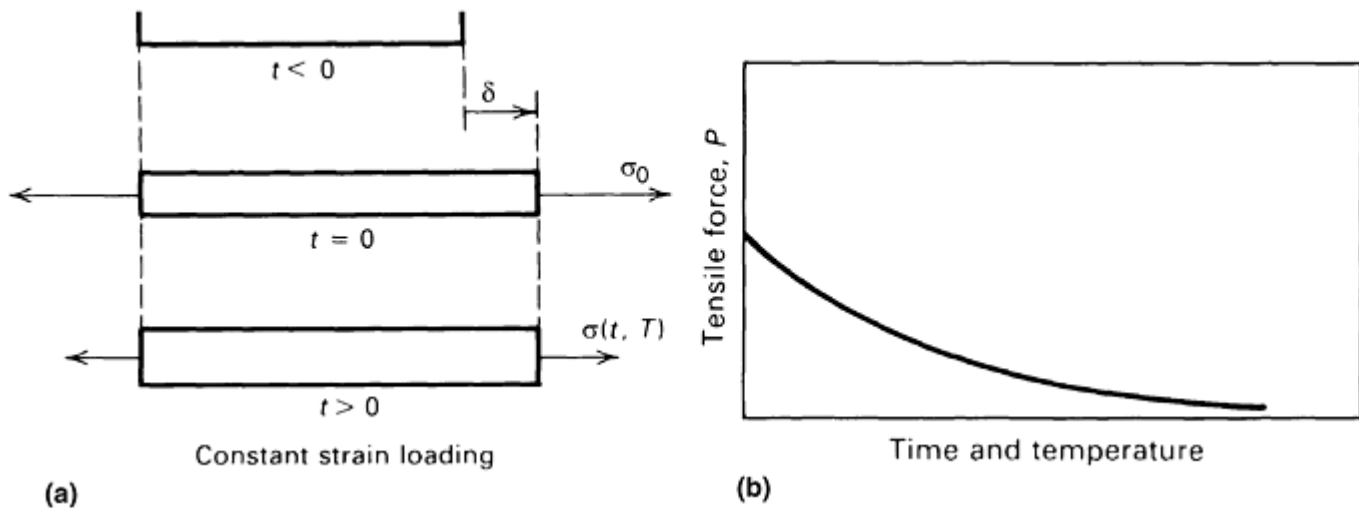 t < 0
δ
σ0
t = 0
σ(t, T)
t > 0
Constant strain loading
(a)
Tensile force, P
Time and temperature
(b)